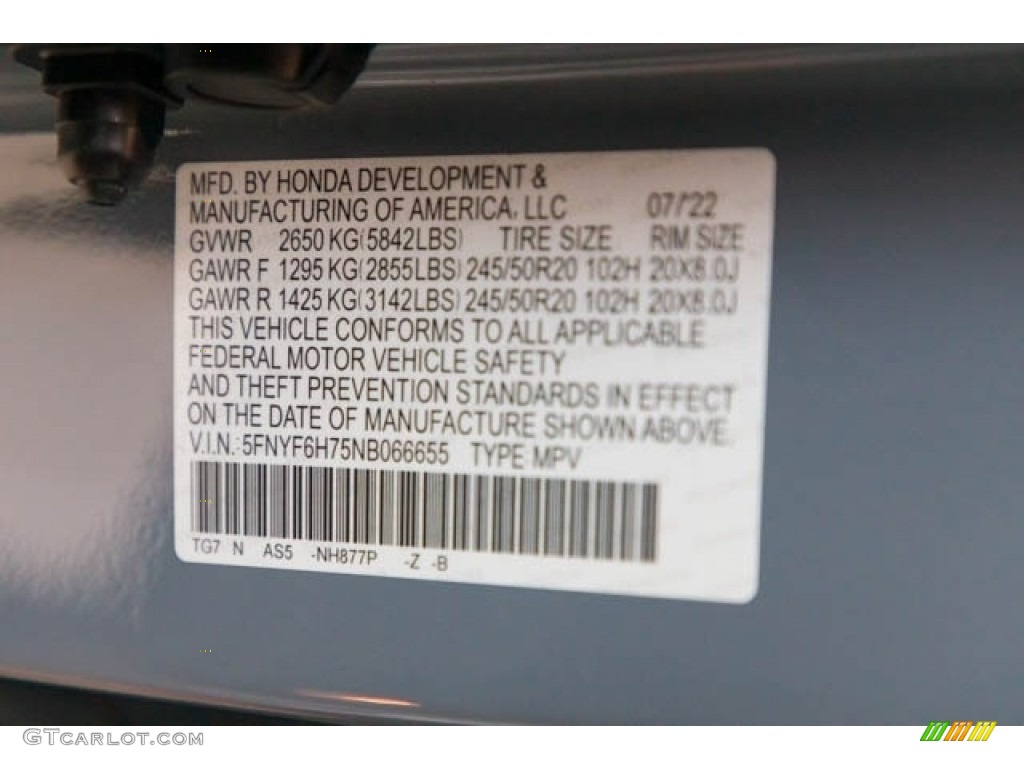 MFD. BY HONDA DEVELOPMENT &
MANUFACTURING OF AMERICA, LLC 07/'22
GVWR 2650 KG(5842LBS) TIRE SIZE RIM SIZE
GAWR F 1295 KG(2855LBS) 245/50R20 102H 20X8.0J
GAWR R 1425 KG(3142LBS) 245/50R20 102H 20X8.0J
THIS VEHICLE CONFORMS TO ALL APPLICABLE
FEDERAL MOTOR VEHICLE SAFETY
AND THEFT PREVENTION STANDARDS IN EFFECT
ON THE DATE OF MANUFACTURE SHOWN ABOVE.
V.I.N.: 5FNYF6H75NB066655 TYPE MPV
TG7 N AS5 -NH877P -Z -B
GTCARLOT.COM